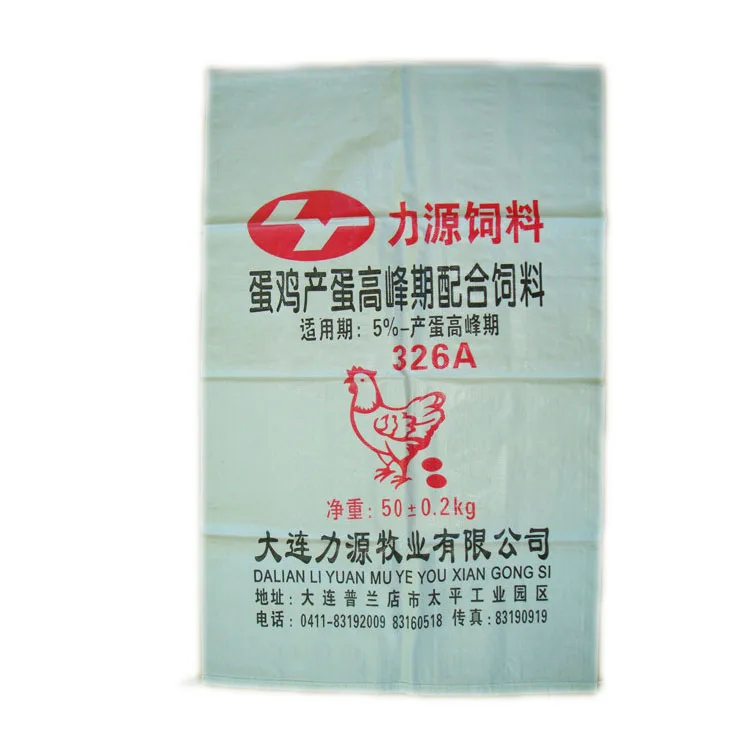 LY 力源饲料
蛋鸡产蛋高峰期配合饲料
适用期：5%-产蛋高峰期
326A
净重：50±0.2kg
大连力源牧业有限公司
DALIAN LI YUAN MU YE YOU XIAN GONG SI
地址：大连普兰店市太平工业园区
电话：0411-83192009 83160518 传真：83190919